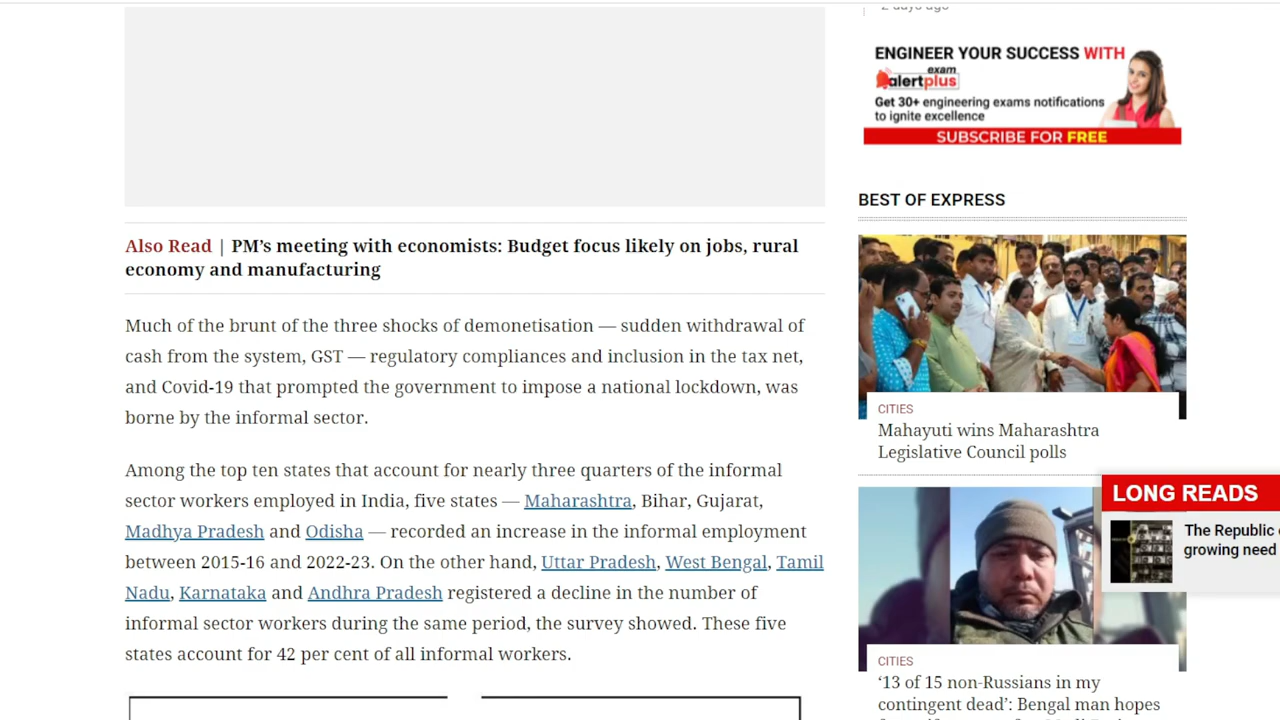 2 days ago
ENGINEER YOUR SUCCESS WITH
exam
alertplus
Get 30+ engineering exams notifications
to ignite excellence
SUBSCRIBE FOR FREE
BEST OF EXPRESS
Also Read | PM’s meeting with economists: Budget focus likely on jobs, rural
economy and manufacturing
Much of the brunt of the three shocks of demonetisation — sudden withdrawal of
cash from the system, GST — regulatory compliances and inclusion in the tax net,
and Covid-19 that prompted the government to impose a national lockdown, was
borne by the informal sector.
Among the top ten states that account for nearly three quarters of the informal
sector workers employed in India, five states — Maharashtra, Bihar, Gujarat,
Madhya Pradesh and Odisha — recorded an increase in the informal employment
between 2015-16 and 2022-23. On the other hand, Uttar Pradesh, West Bengal, Tamil
Nadu, Karnataka and Andhra Pradesh registered a decline in the number of
informal sector workers during the same period, the survey showed. These five
states account for 42 per cent of all informal workers.
CITIES
Mahayuti wins Maharashtra
Legislative Council polls
LONG READS
The Republic
growing need
CITIES
‘13 of 15 non-Russians in my
contingent dead’: Bengal man hopes